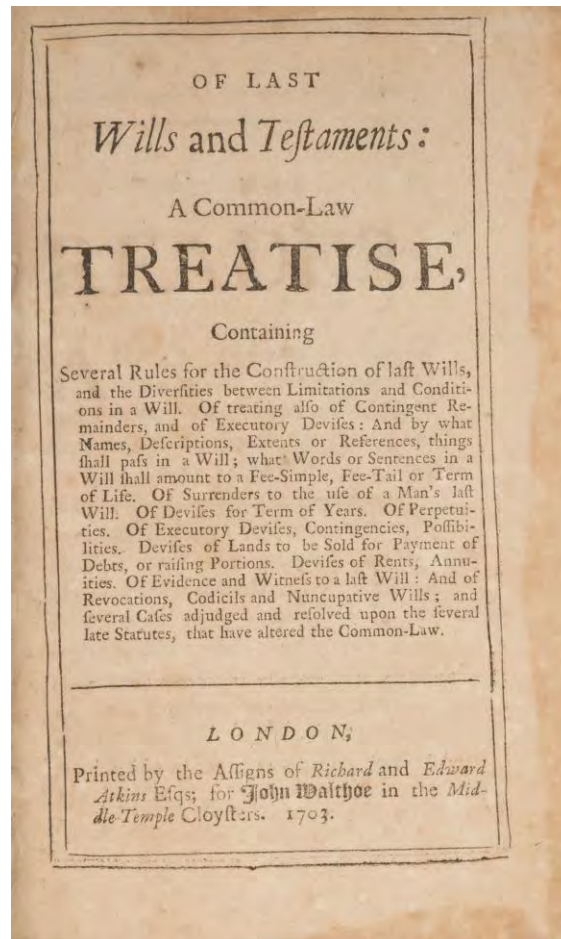 OF LAST
Wills and Teſtaments:
A Common-Law
TREATISE,
Containing
Several Rules for the Conſtruction of laſt Wills,
and the Diverſities between Limitations and Conditi-
ons in a Will. Of treating alſo of Contingent Re-
mainders, and of Executory Deviſes: And by what
Names, Deſcriptions, Extents or References, things
ſhall paſs in a Will; what Words or Sentences in a
Will ſhall amount to a Fee-Simple, Fee-Tail or Term
of Life. Of Surrenders to the uſe of a Man's laſt
Will. Of Deviſes for Term of Years. Of Perpetui-
ties. Of Executory Deviſes, Contingencies, Poſſibi-
lities. Deviſes of Lands to be Sold for Payment of
Debts, or raiſing Portions. Deviſes of Rents, Annu-
ities. Of Evidence and Witneſs to a laſt Will: And of
Revocations, Codicils and Nuncupative Wills; and
ſeveral Caſes adjudged and reſolved upon the ſeveral
late Statutes, that have altered the Common-Law.
LONDON,
Printed by the Aſſigns of Richard and Edward
Atkins Eſqs; for John Walthoe in the Mid-
dle-Temple Cloyſters. 1703.